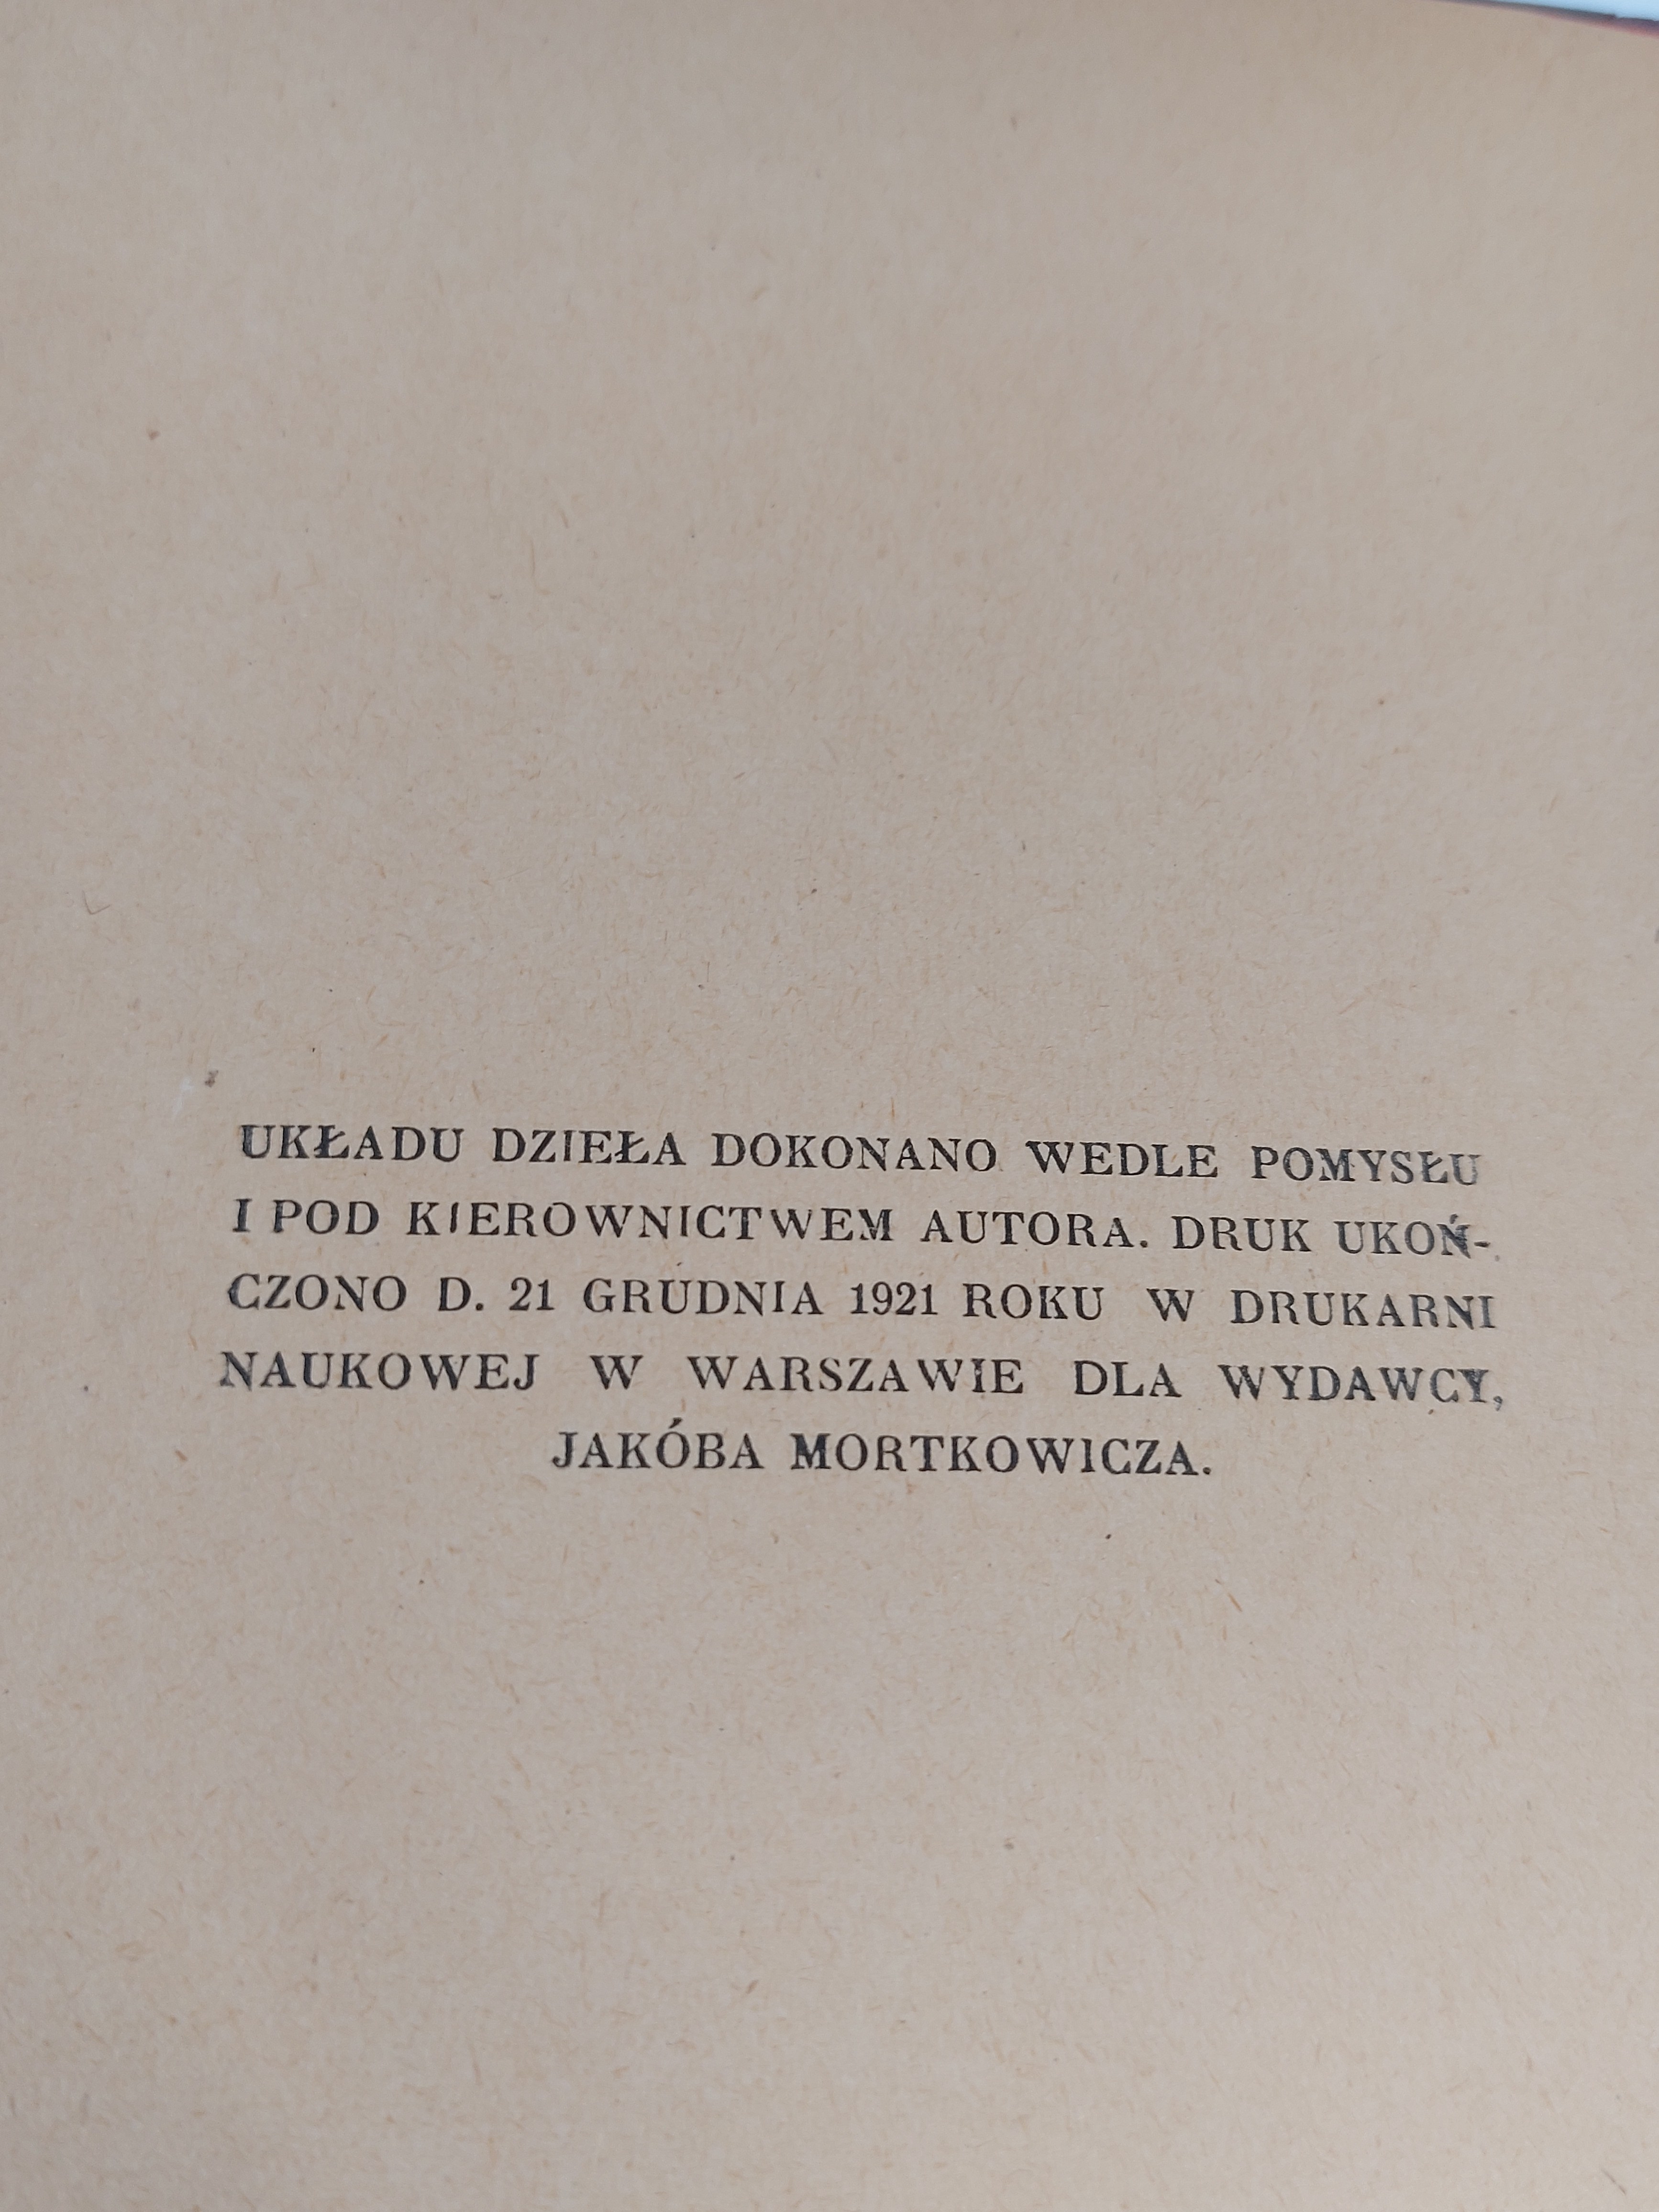 UKŁADU DZIEŁA DOKONANO WEDLE POMYSŁU
I POD KIEROWNICTWEM AUTORA. DRUK UKOŃ-
CZONO D. 21 GRUDNIA 1921 ROKU W DRUKARNI
NAUKOWEJ W WARSZAWIE DLA WYDAWCY,
JAKÓBA MORTKOWICZA.